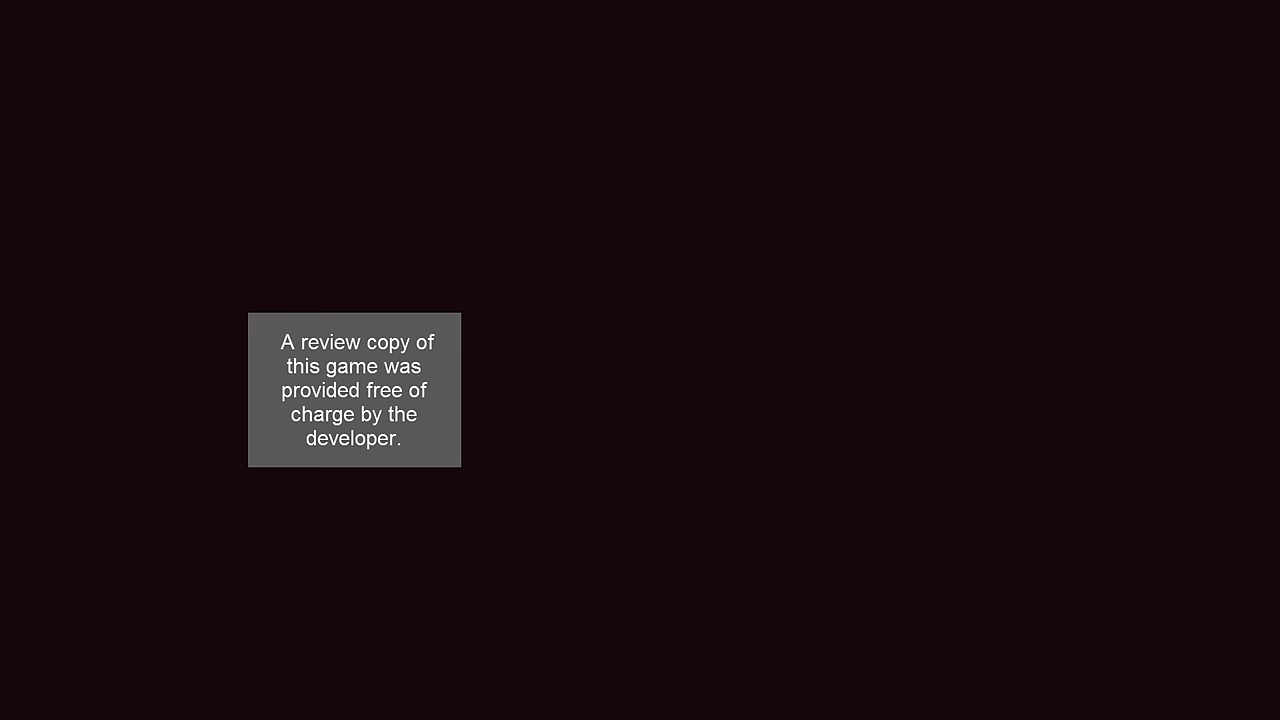 A review copy of
this game was
provided free of
charge by the
developer.